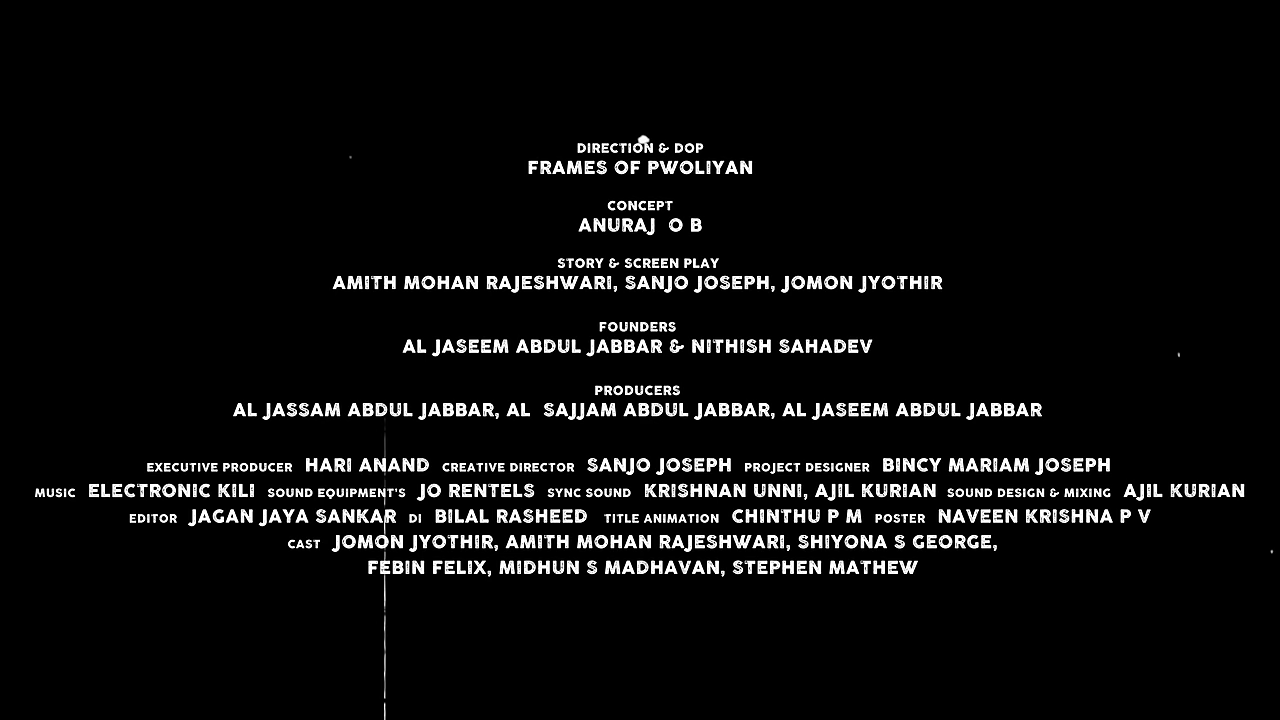 DIRECTION & DOP
FRAMES OF PWOLIYAN
CONCEPT
ANURAJ O B
STORY & SCREEN PLAY
AMITH MOHAN RAJESHWARI, SANJO JOSEPH, JOMON JYOTHIR
FOUNDERS
AL JASEEM ABDUL JABBAR & NITHISH SAHADEV
PRODUCERS
AL JASSAM ABDUL JABBAR, AL SAJJAM ABDUL JABBAR, AL JASEEM ABDUL JABBAR
EXECUTIVE PRODUCER HARI ANAND CREATIVE DIRECTOR SANJO JOSEPH PROJECT DESIGNER BINCY MARIAM JOSEPH
MUSIC ELECTRONIC KILI SOUND EQUIPMENT'S JO RENTELS SYNC SOUND KRISHNAN UNNI, AJIL KURIAN SOUND DESIGN & MIXING AJIL KURIAN
EDITOR JAGAN JAYA SANKAR DI BILAL RASHEED TITLE ANIMATION CHINTHU P M POSTER NAVEEN KRISHNA P V
CAST JOMON JYOTHIR, AMITH MOHAN RAJESHWARI, SHIYONA S GEORGE,
FEBIN FELIX, MIDHUN S MADHAVAN, STEPHEN MATHEW